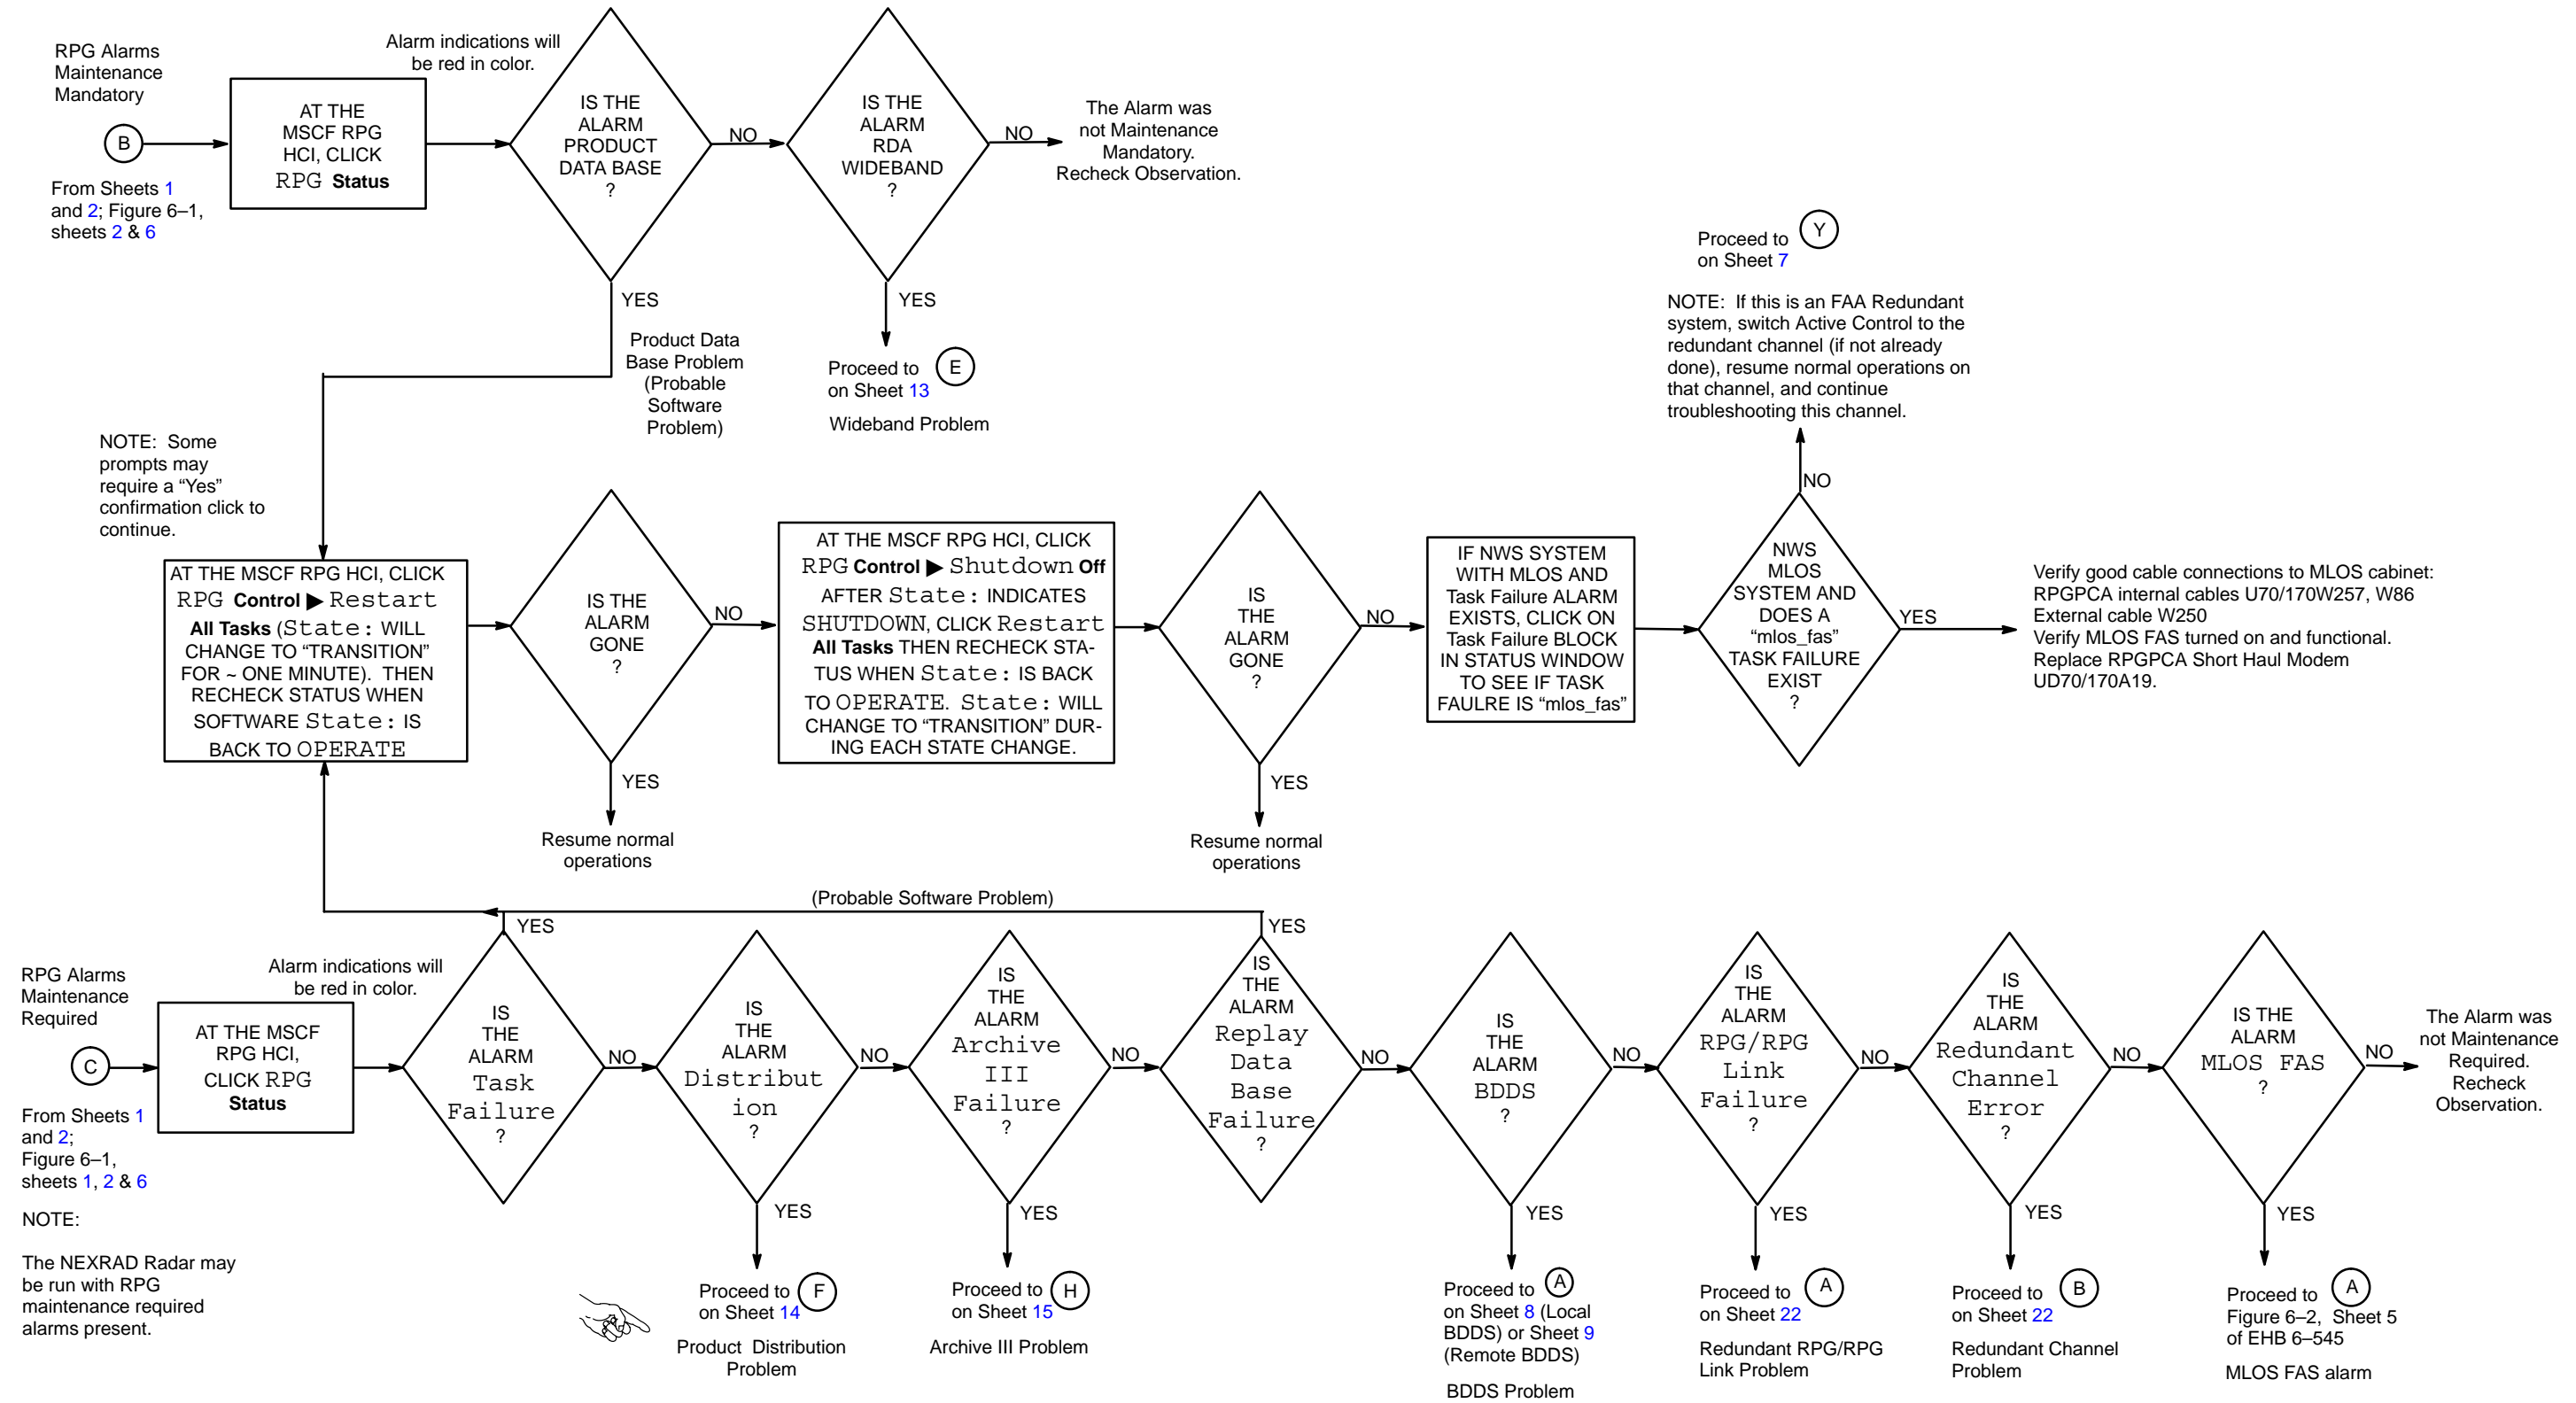 RPG Alarms
Maintenance
Mandatory
B
From Sheets 1
and 2; Figure 6–1,
sheets 2 & 6
AT THE
MSCF RPG
HCI, CLICK
RPG Status
Alarm indications will
be red in color.
IS THE
ALARM
PRODUCT
DATA BASE
?
NO
YES
Product Data
Base Problem
(Probable
Software
Problem)
IS THE
ALARM
RDA
WIDEBAND
?
NO
The Alarm was
not Maintenance
Mandatory.
Recheck Observation.
YES
Proceed to E
on Sheet 13
Wideband Problem
NOTE: Some
prompts may
require a “Yes”
confirmation click to
continue.
AT THE MSCF RPG HCI, CLICK
RPG Control ▶ Restart
All Tasks (State: WILL
CHANGE TO “TRANSITION”
FOR ~ ONE MINUTE). THEN
RECHECK STATUS WHEN
SOFTWARE State: IS
BACK TO OPERATE
IS THE
ALARM
GONE
?
NO
YES
Resume normal
operations
AT THE MSCF RPG HCI, CLICK
RPG Control ▶ Shutdown Off
AFTER State: INDICATES
SHUTDOWN, CLICK Restart
All Tasks THEN RECHECK STA-
TUS WHEN State: IS BACK
TO OPERATE. State: WILL
CHANGE TO “TRANSITION” DUR-
ING EACH STATE CHANGE.
IS
THE
ALARM
GONE
?
NO
YES
Resume normal
operations
IF NWS SYSTEM
WITH MLOS AND
Task Failure ALARM
EXISTS, CLICK ON
Task Failure BLOCK
IN STATUS WINDOW
TO SEE IF TASK
FAULRE IS “mlos_fas”
Proceed to Y
on Sheet 7
NOTE: If this is an FAA Redundant
system, switch Active Control to the
redundant channel (if not already
done), resume normal operations on
that channel, and continue
troubleshooting this channel.
NO
NWS
MLOS
SYSTEM AND
DOES A
“mlos_fas”
TASK FAILURE
EXIST
?
YES
Verify good cable connections to MLOS cabinet:
RPGPCA internal cables U70/170W257, W86
External cable W250
Verify MLOS FAS turned on and functional.
Replace RPGPCA Short Haul Modem
UD70/170A19.
(Probable Software Problem)
RPG Alarms
Maintenance
Required
C
From Sheets 1
and 2;
Figure 6–1,
sheets 1, 2 & 6
NOTE:
The NEXRAD Radar may
be run with RPG
maintenance required
alarms present.
Alarm indications will
be red in color.
AT THE MSCF
RPG HCI,
CLICK RPG
Status
YES
IS
THE
ALARM
Task
Failure
?
NO
IS
THE
ALARM
Distribut
ion
?
NO
YES
Proceed to F
on Sheet 14
Product Distribution
Problem
IS
THE
ALARM
Archive
III
Failure
?
NO
YES
Proceed to H
on Sheet 15
Archive III Problem
YES
IS
THE
ALARM
Replay
Data
Base
Failure
?
NO
IS
THE
ALARM
BDDS
?
NO
YES
Proceed to A
on Sheet 8 (Local
BDDS) or Sheet 9
(Remote BDDS)
BDDS Problem
IS
THE
ALARM
RPG/RPG
Link
Failure
?
NO
YES
Proceed to A
on Sheet 22
Redundant RPG/RPG
Link Problem
IS
THE
ALARM
Redundant
Channel
Error
?
NO
YES
Proceed to B
on Sheet 22
Redundant Channel
Problem
IS THE
ALARM
MLOS FAS
?
NO
YES
Proceed to A
Figure 6–2, Sheet 5
of EHB 6–545
MLOS FAS alarm
The Alarm was
not Maintenance
Required.
Recheck
Observation.